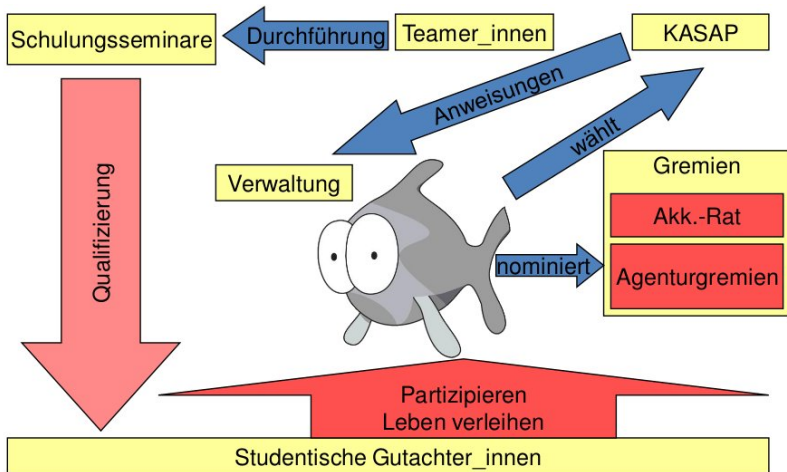 Schulungsseminare
Durchführung
Teamer_innen
KASAP
Anweisungen
wählt
Qualifizierung
Verwaltung
Gremien
Akk.-Rat
nominiert
Agenturgremien
Partizipieren
Leben verleihen
Studentische Gutachter_innen